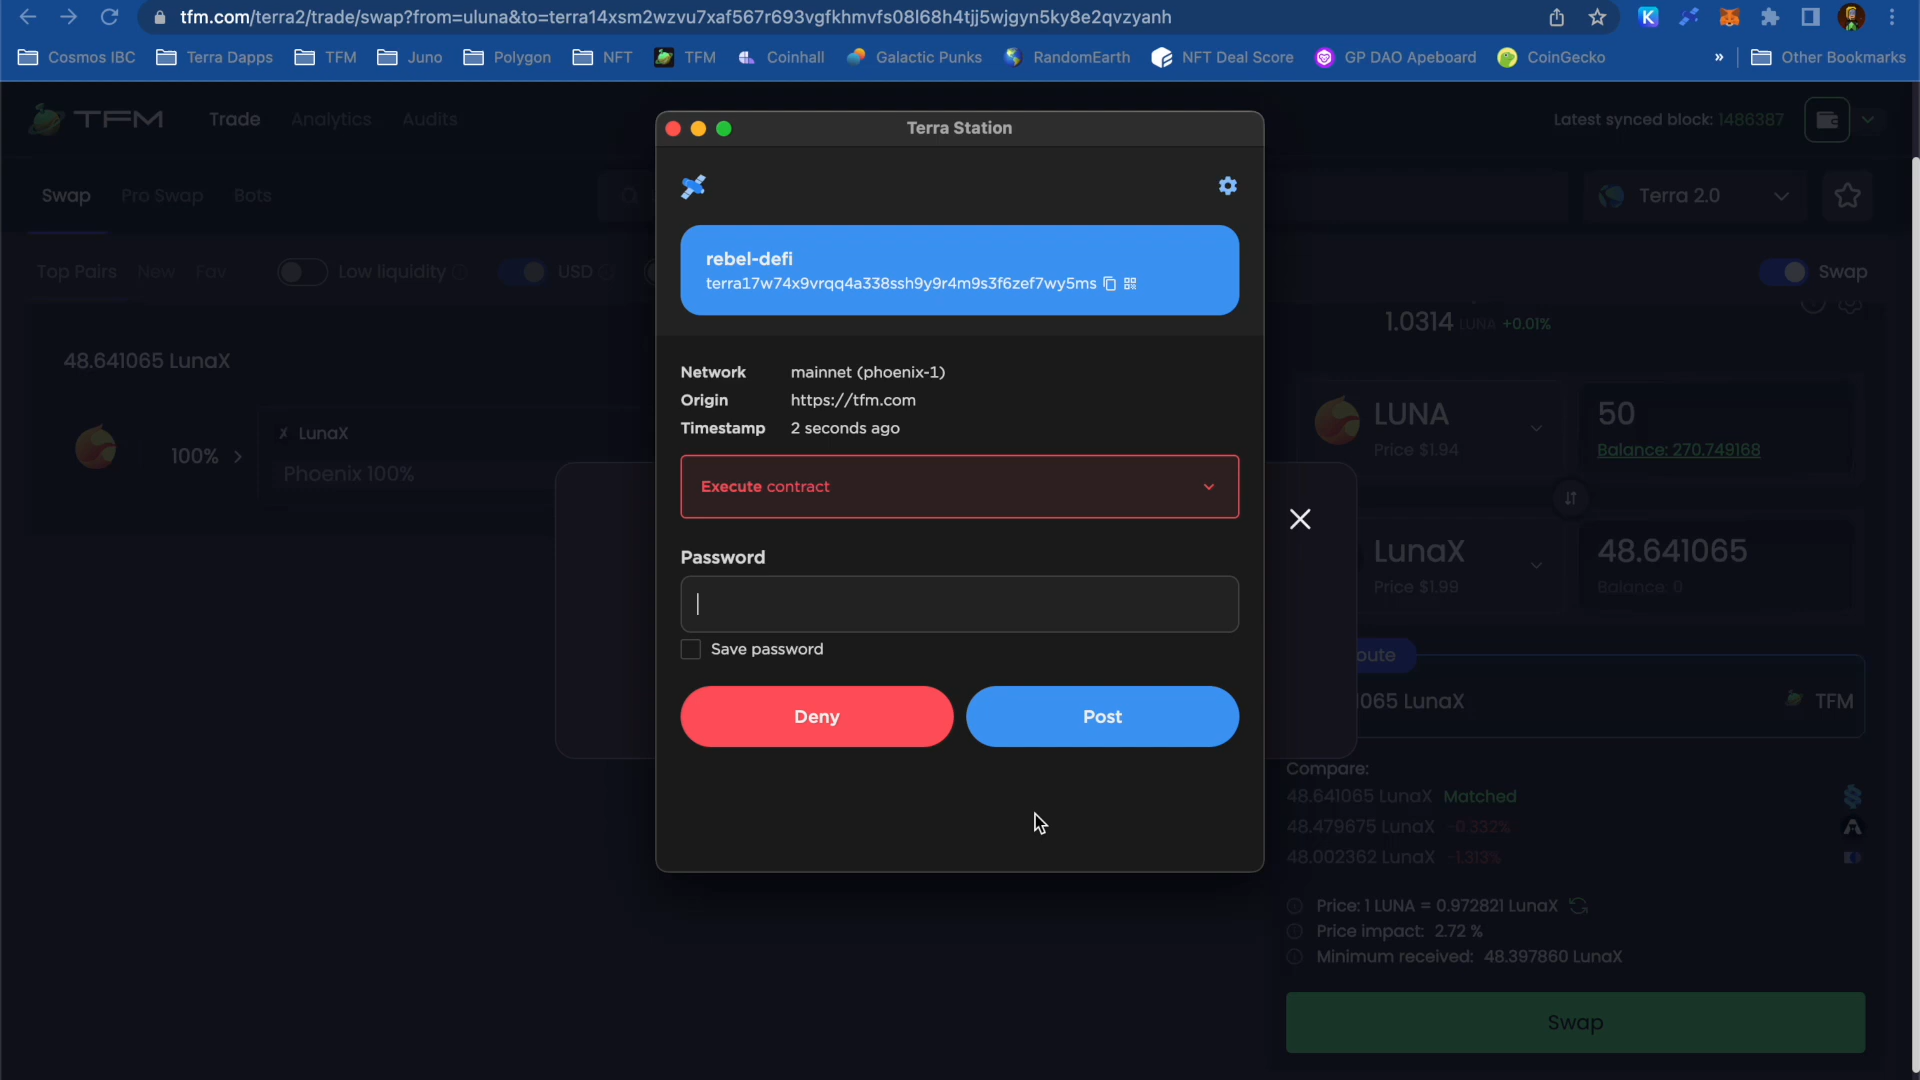 tfm.com/terra2/trade/swap?from=uluna&to=terra14xsm2wzvu7xaf567r693vgfkhmvfs08l68h4tjj5wjgyn5ky8e2qvzyanh
Cosmos IBC Terra Dapps TFM Juno Polygon NFT TFM Coinhall Galactic Punks RandomEarth NFT Deal Score GP DAO Apeboard CoinGecko » Other Bookmarks
TFM Trade Analytics Audits
Latest synced block: 1486387
Swap Pro Swap Bots
Terra 2.0
Top Pairs New Fav Low liquidity USD
Swap
48.641065 LunaX
100%
LunaX
Phoenix 100%
Terra Station
rebel-defi
terra17w74x9vrqq4a338ssh9y9r4m9s3f6zef7wy5ms
Network mainnet (phoenix-1)
Origin https://tfm.com
Timestamp 2 seconds ago
Execute contract
Password
Save password
Deny
Post
1.0314 LUNA +0.01%
LUNA
Price $1.94
50
Balance: 270.749168
LunaX
Price $1.99
48.641065
Balance: 0
oute
065 LunaX
TFM
Compare:
48.641065 LunaX Matched
48.479675 LunaX -0.332%
48.002362 LunaX -1.313%
Price: 1 LUNA = 0.972821 LunaX
Price impact: 2.72 %
Minimum received: 48.397860 LunaX
Swap